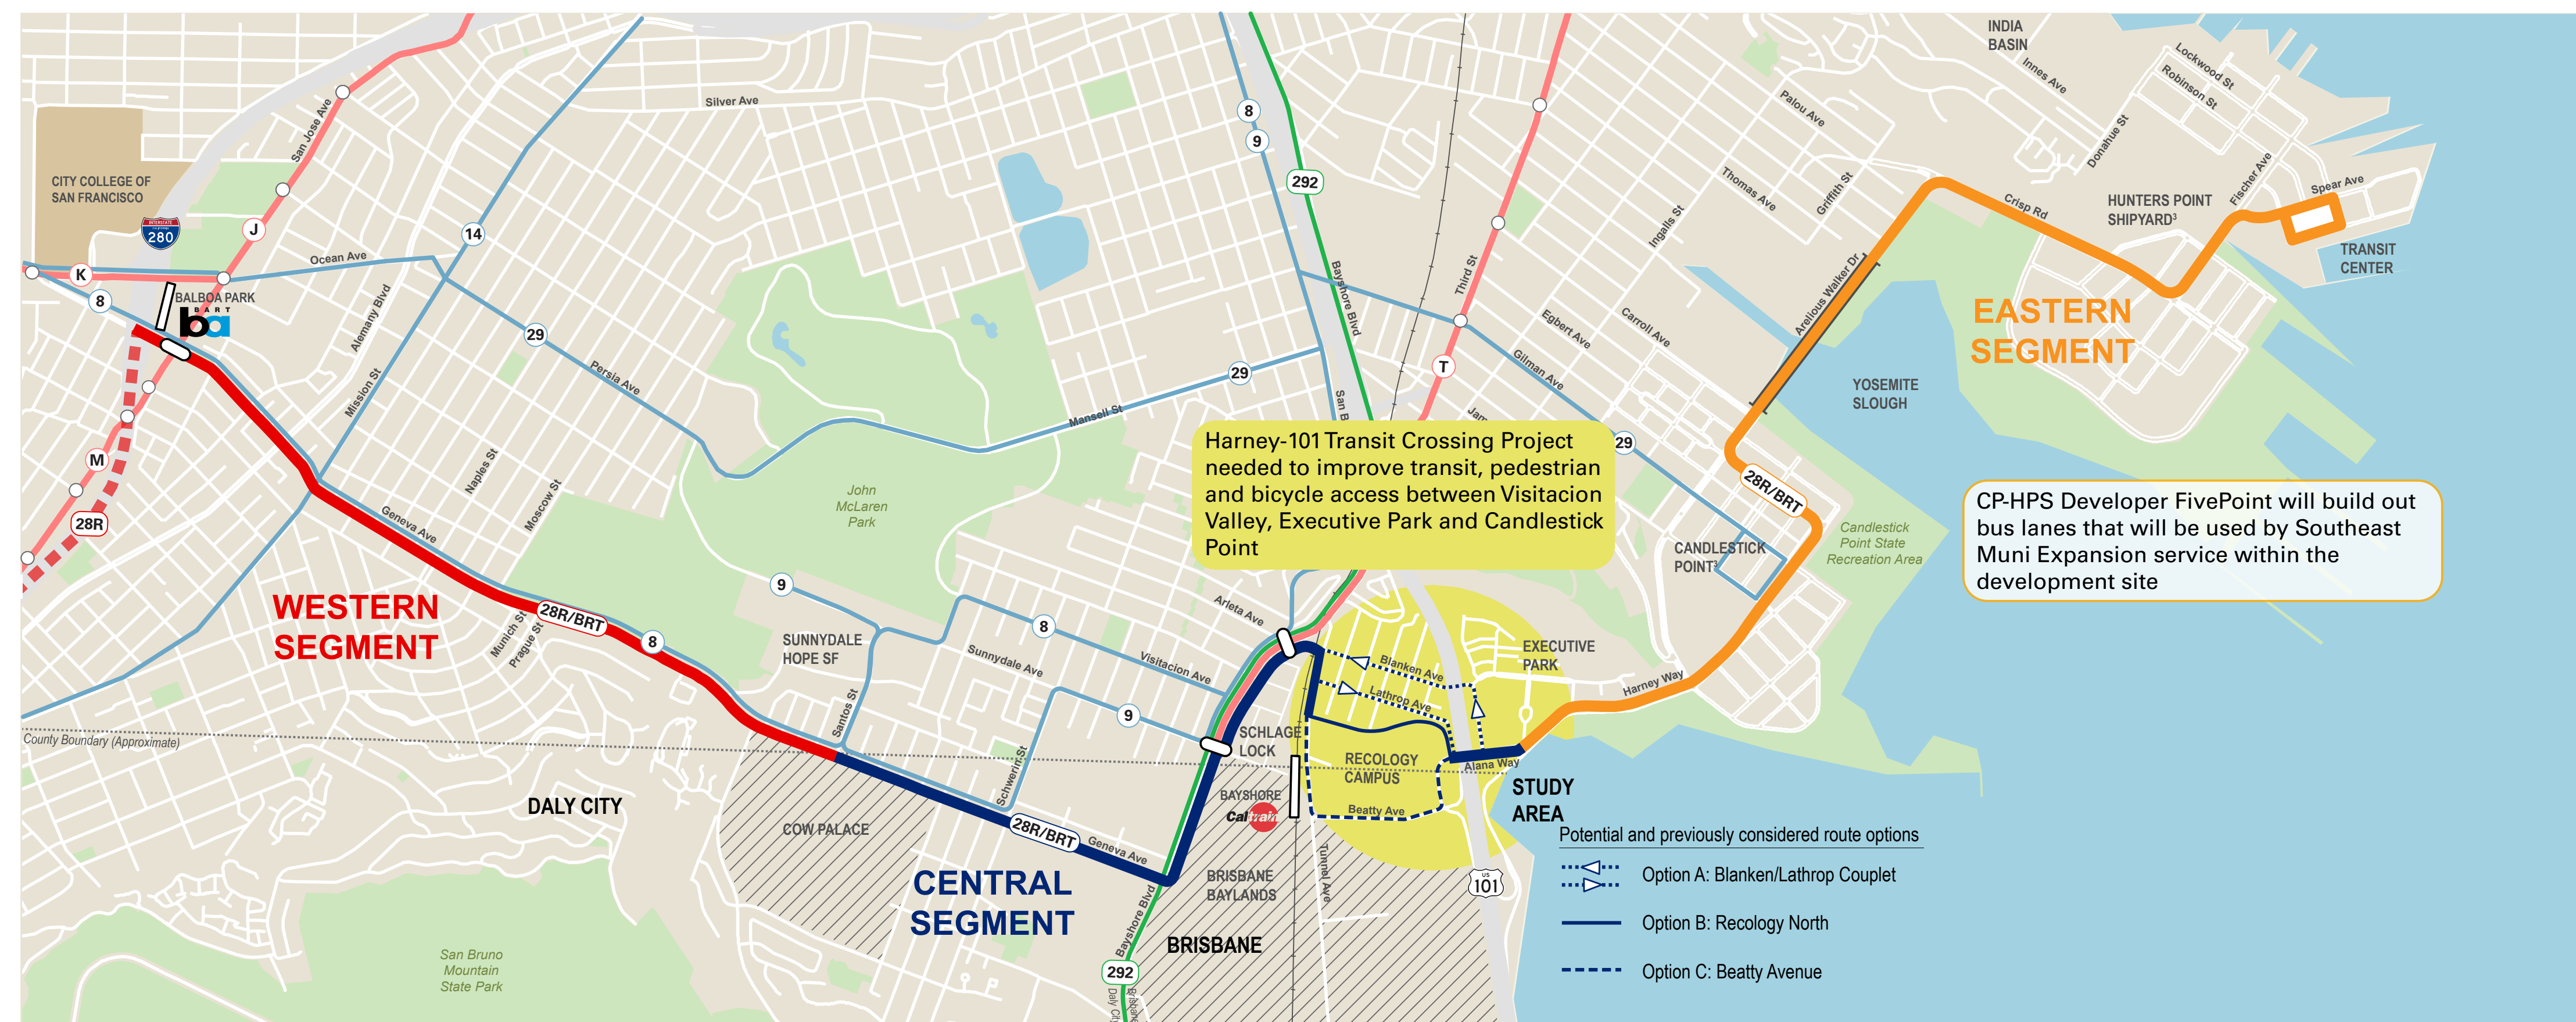 INDIA
BASIN
Innes Ave
Lockwood St
Robinson St
Silver Ave
San Jose Ave
Palou Ave
Donahue St
8
9
CITY COLLEGE OF
SAN FRANCISCO
INTERSTATE
280
J
14
292
Thomas Ave
Griffith St
Ingalls St
Fischer Ave
Spear Ave
Crisp Rd
HUNTERS POINT
SHIPYARD³
TRANSIT
CENTER
Ocean Ave
K
8
BALBOA PARK
BART
ba
Alemany Blvd
Mission St
29
Persia Ave
Bayshore Blvd
Third St
T
Egbert Ave
Carroll Ave
Gilman Ave
Arelious Walker Dr
EASTERN
SEGMENT
YOSEMITE
SLOUGH
29
Mansell St
San B
Jam
29
M
28R
Naples St
Moscow St
Geneva Ave
John
McLaren
Park
Harney-101 Transit Crossing Project
needed to improve transit, pedestrian
and bicycle access between Visitacion
Valley, Executive Park and Candlestick
Point
28R/BRT
CANDLESTICK
POINT³
Candlestick
Point State
Recreation Area
CP-HPS Developer FivePoint will build out
bus lanes that will be used by Southeast
Muni Expansion service within the
development site
WESTERN
SEGMENT
28R/BRT
Munich St
Prague St
8
9
SUNNYDALE
HOPE SF
8
Arleta Ave
Sunnydale Ave
Visitacion Ave
Santos St
9
Schwerin St
Blanken Ave
Lathrop Ave
EXECUTIVE
PARK
Harney Way
SCHLAGE
LOCK
RECOLOGY
CAMPUS
Alana Way
County Boundary (Approximate)
DALY CITY
COW PALACE
28R/BRT
Geneva Ave
BAYSHORE
Caltrain
Beatty Ave
STUDY
AREA
Tunnel Ave
CENTRAL
SEGMENT
BRISBANE
BAYLANDS
US
101
Bayshore Blvd
BRISBANE
292
Daly City
Brisbane
San Bruno
Mountain
State Park
Potential and previously considered route options
Option A: Blanken/Lathrop Couplet
Option B: Recology North
Option C: Beatty Avenue